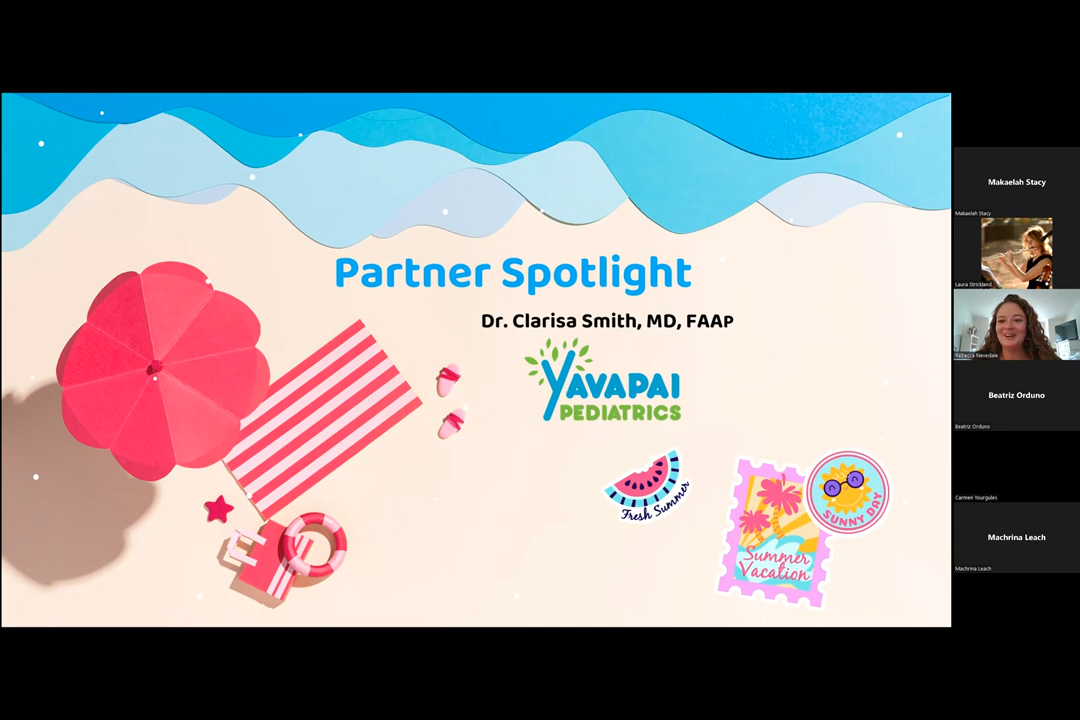 Partner Spotlight
Dr. Clarisa Smith, MD, FAAP
YAVAPAI
PEDIATRICS
Fresh Summer
Summer
Vacation
SUNNY DAY
Makaelah Stacy
Makaelah Stacy
Laura Strickland
Rebecca Nevedale
Beatriz Orduno
Beatriz Orduno
Carmen Yourgules
Machrina Leach
Machrina Leach